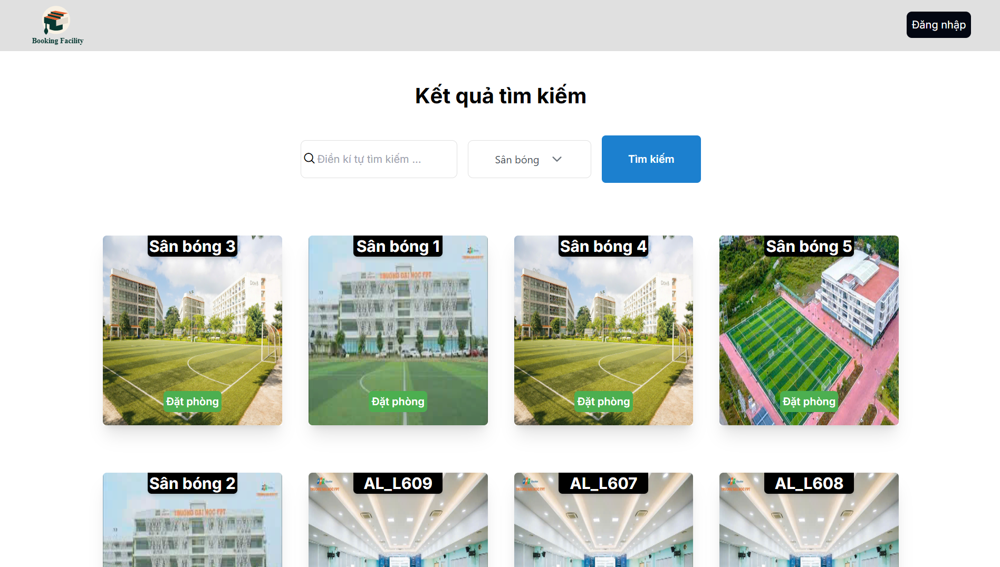 Booking Facility
Đăng nhập
Kết quả tìm kiếm
Điền kí tự tìm kiếm ...
Sân bóng
Tìm kiếm
Sân bóng 3
Sân bóng 1
Sân bóng 4
Sân bóng 5
TRƯỜNG ĐẠI HỌC FPT
Đặt phòng
Đặt phòng
Đặt phòng
Đặt phòng
Sân bóng 2
AL_L609
AL_L607
AL_L608
TRƯỜNG ĐẠI HỌC FPT